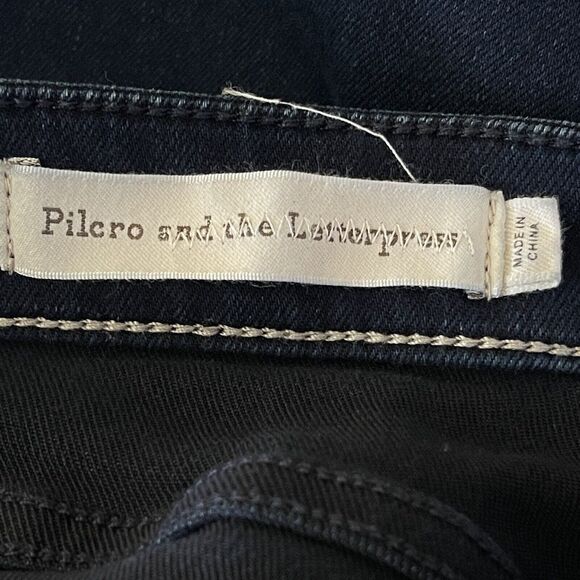 Pilcro and the Letterpress
MADE IN
CHINA